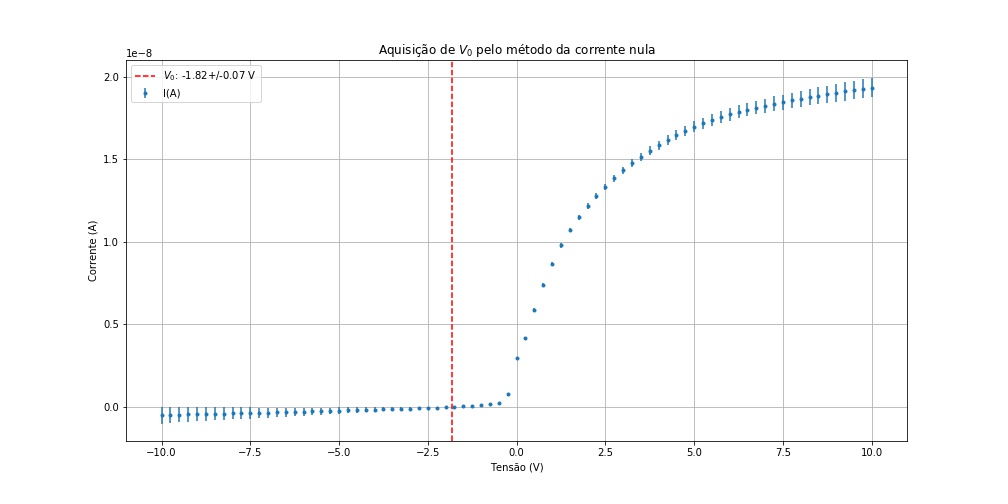 Aquisição de V₀ pelo método da corrente nula
1e−8
V₀: -1.82+/-0.07 V
I(A)
2.0
1.5
1.0
0.5
0.0
Corrente (A)
−10.0 −7.5 −5.0 −2.5 0.0 2.5 5.0 7.5 10.0
Tensão (V)